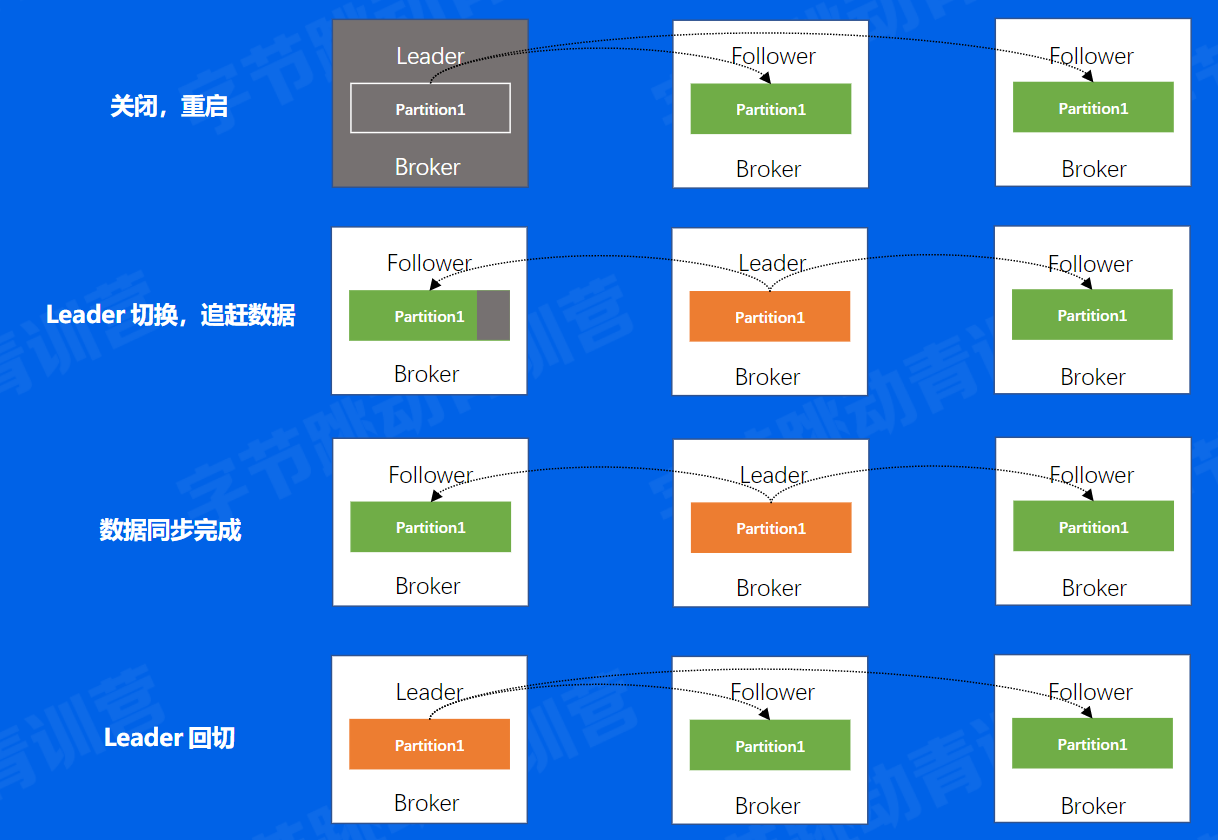 Leader
Follower
Follower
关闭，重启
Partition1
Partition1
Partition1
Broker
Broker
Broker
Follower
Leader
Follower
Leader 切换，追赶数据
Partition1
Partition1
Partition1
Broker
Broker
Broker
Follower
Leader
Follower
数据同步完成
Partition1
Partition1
Partition1
Broker
Broker
Broker
Leader
Follower
Follower
Leader 回切
Partition1
Partition1
Partition1
Broker
Broker
Broker
字节跳动青训营